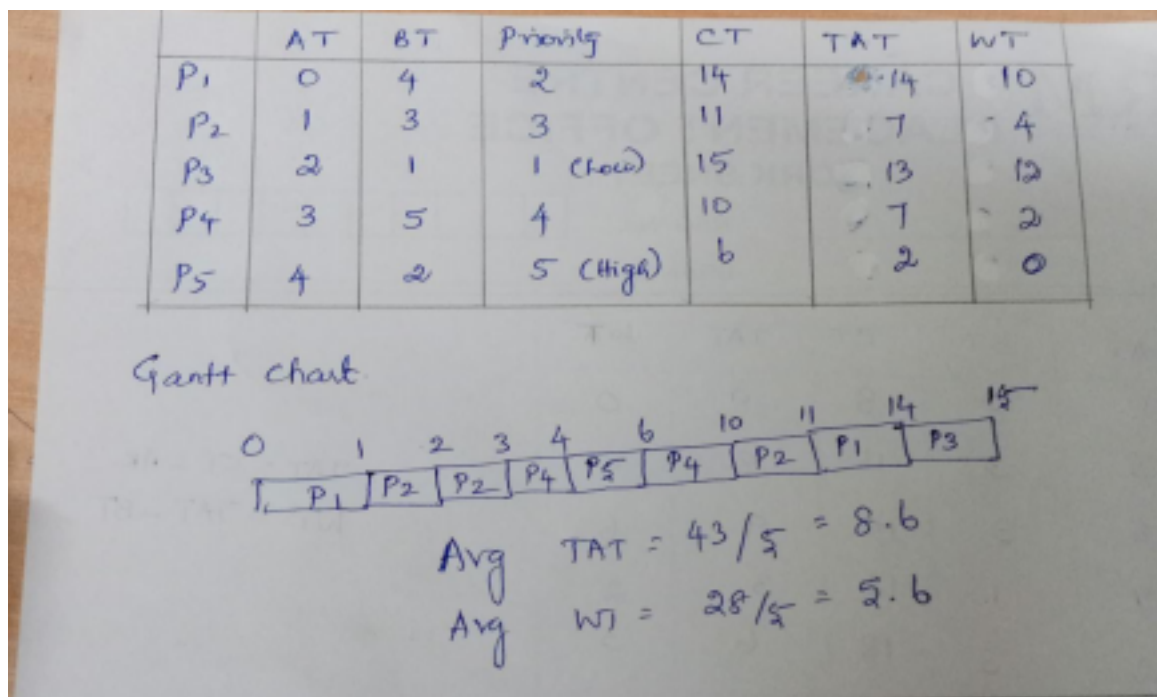 AT BT Priority CT TAT WT
P1 0 4 2 14 14 10
P2 1 3 3 11 7 4
P3 2 1 1 (Low) 15 13 12
P4 3 5 4 10 7 2
P5 4 2 5 (High) 6 2 0
Gantt chart
0 1 2 3 4 6 10 11 14 15
P1 P2 P2 P4 P5 P4 P2 P1 P3
Avg TAT = 43/5 = 8.6
Avg WT = 28/5 = 5.6